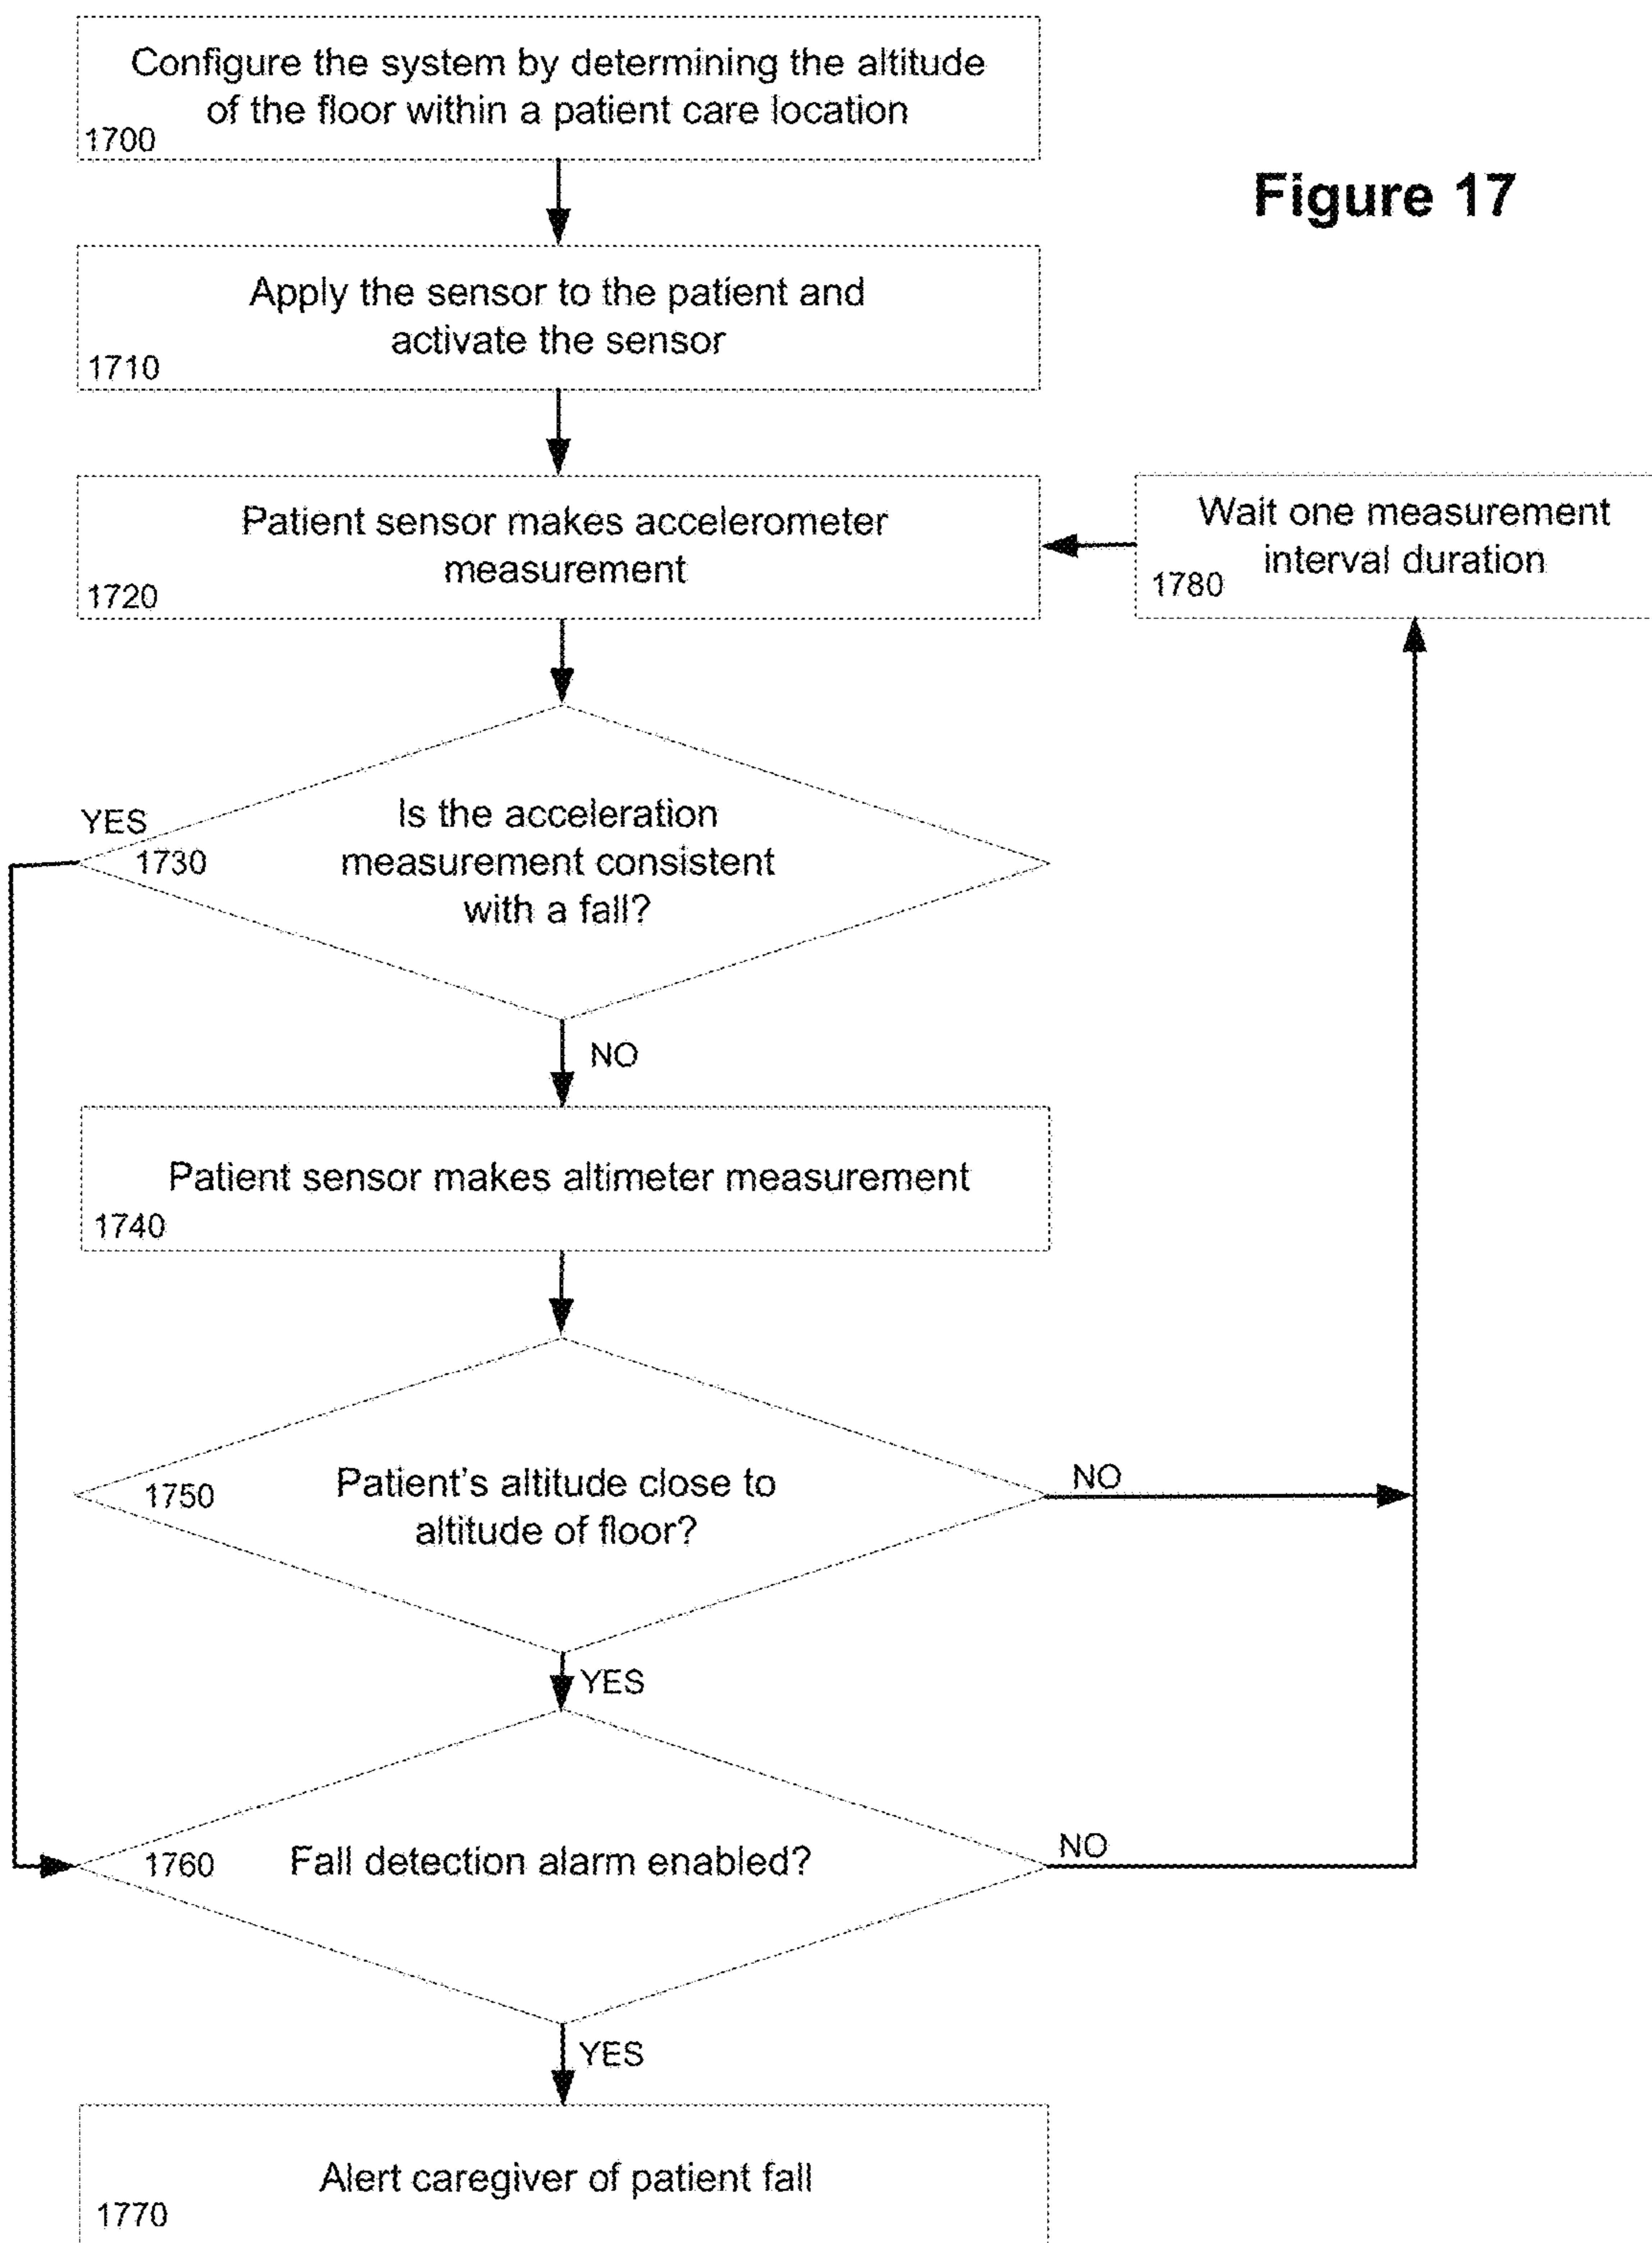 Configure the system by determining the altitude
of the floor within a patient care location
1700
Figure 17
Apply the sensor to the patient and
activate the sensor
1710
Patient sensor makes accelerometer
measurement
1720
Wait one measurement
interval duration
1780
YES
Is the acceleration
measurement consistent
with a fall?
1730
NO
Patient sensor makes altimeter measurement
1740
Patient's altitude close to
altitude of floor?
1750
NO
YES
Fall detection alarm enabled?
1760
NO
YES
Alert caregiver of patient fall
1770